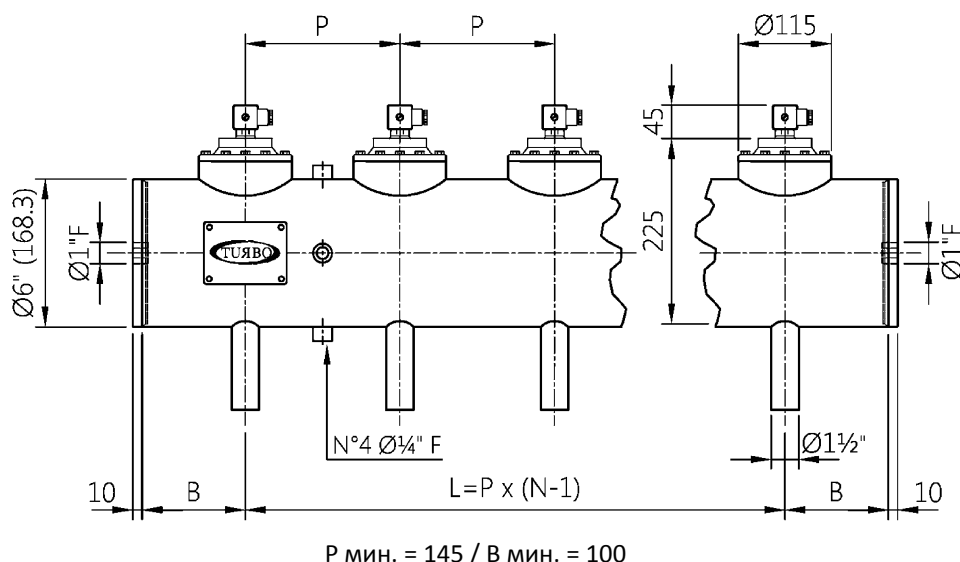 P
P
Ø115
45
225
Ø6" (168.3)
Ø1"F
TURBO
Ø1"F
N°4 Ø¼" F
Ø1½"
10
B
L=P x (N-1)
B
10
P мин. = 145 / B мин. = 100